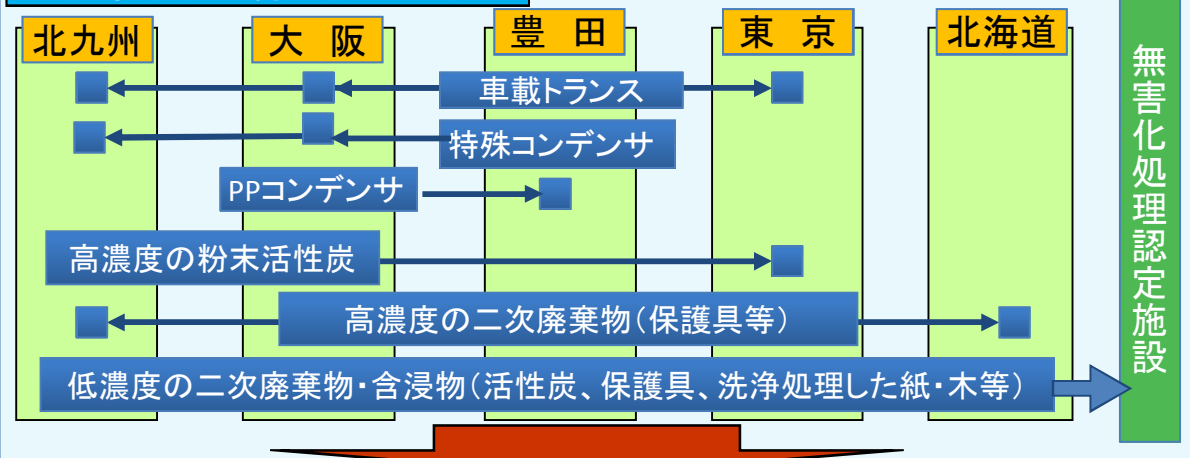 北九州
大 阪
豊 田
東 京
北海道
無害化処理認定施設
車載トランス
特殊コンデンサ
PPコンデンサ
高濃度の粉末活性炭
高濃度の二次廃棄物(保護具等)
低濃度の二次廃棄物・含浸物(活性炭、保護具、洗浄処理した紙・木等)